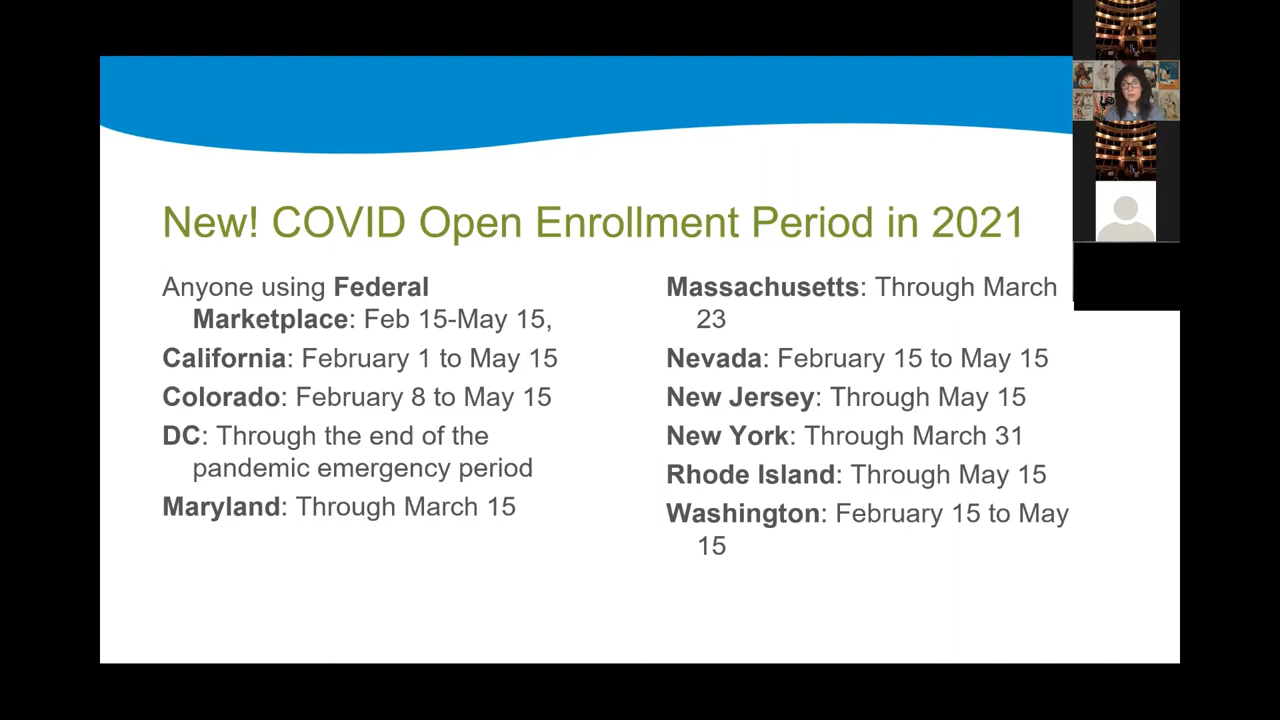 New! COVID Open Enrollment Period in 2021
Anyone using Federal
Marketplace: Feb 15-May 15,
California: February 1 to May 15
Colorado: February 8 to May 15
DC: Through the end of the
pandemic emergency period
Maryland: Through March 15
Massachusetts: Through March
23
Nevada: February 15 to May 15
New Jersey: Through May 15
New York: Through March 31
Rhode Island: Through May 15
Washington: February 15 to May
15